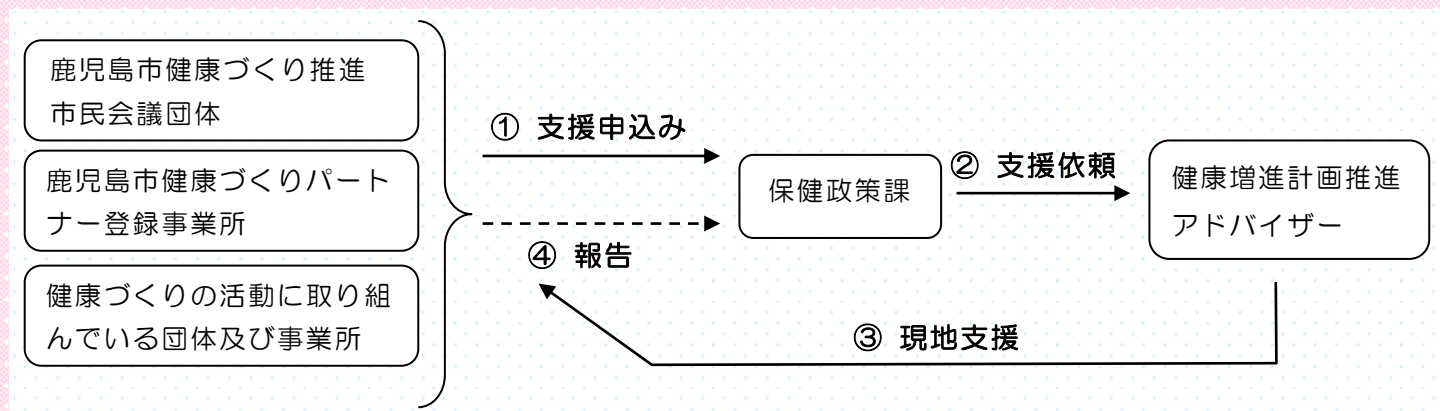 鹿児島市健康づくり推進
市民会議団体
鹿児島市健康づくりパート
ナー登録事業所
健康づくりの活動に取り組
んでいる団体及び事業所
① 支援申込み
④ 報告
保健政策課
② 支援依頼
健康増進計画推進
アドバイザー
③ 現地支援